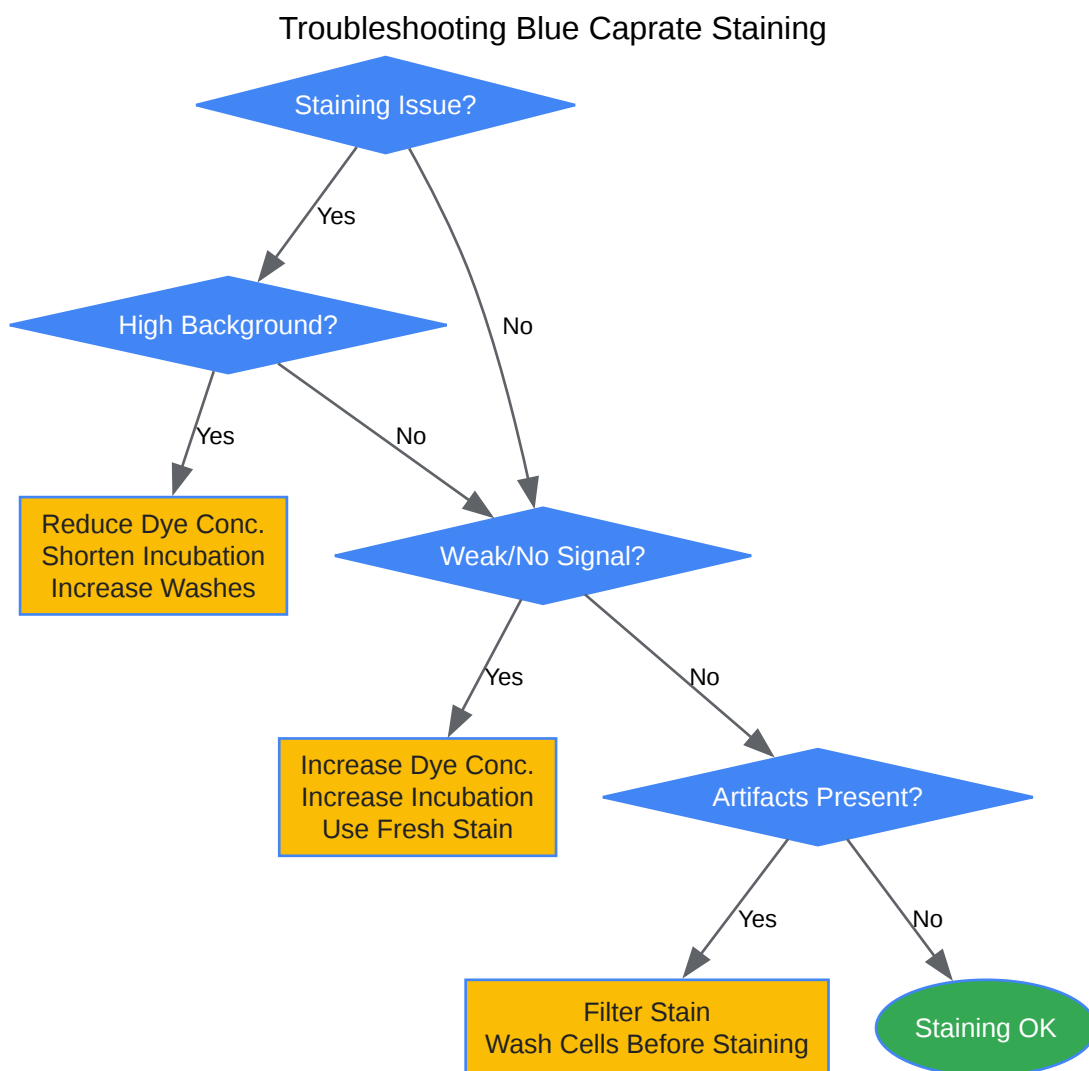 Troubleshooting Blue Caprate Staining
Staining Issue?
Yes
No
High Background?
Yes
No
Reduce Dye Conc.
Shorten Incubation
Increase Washes
Weak/No Signal?
Yes
No
Increase Dye Conc.
Increase Incubation
Use Fresh Stain
Artifacts Present?
Yes
No
Filter Stain
Wash Cells Before Staining
Staining OK